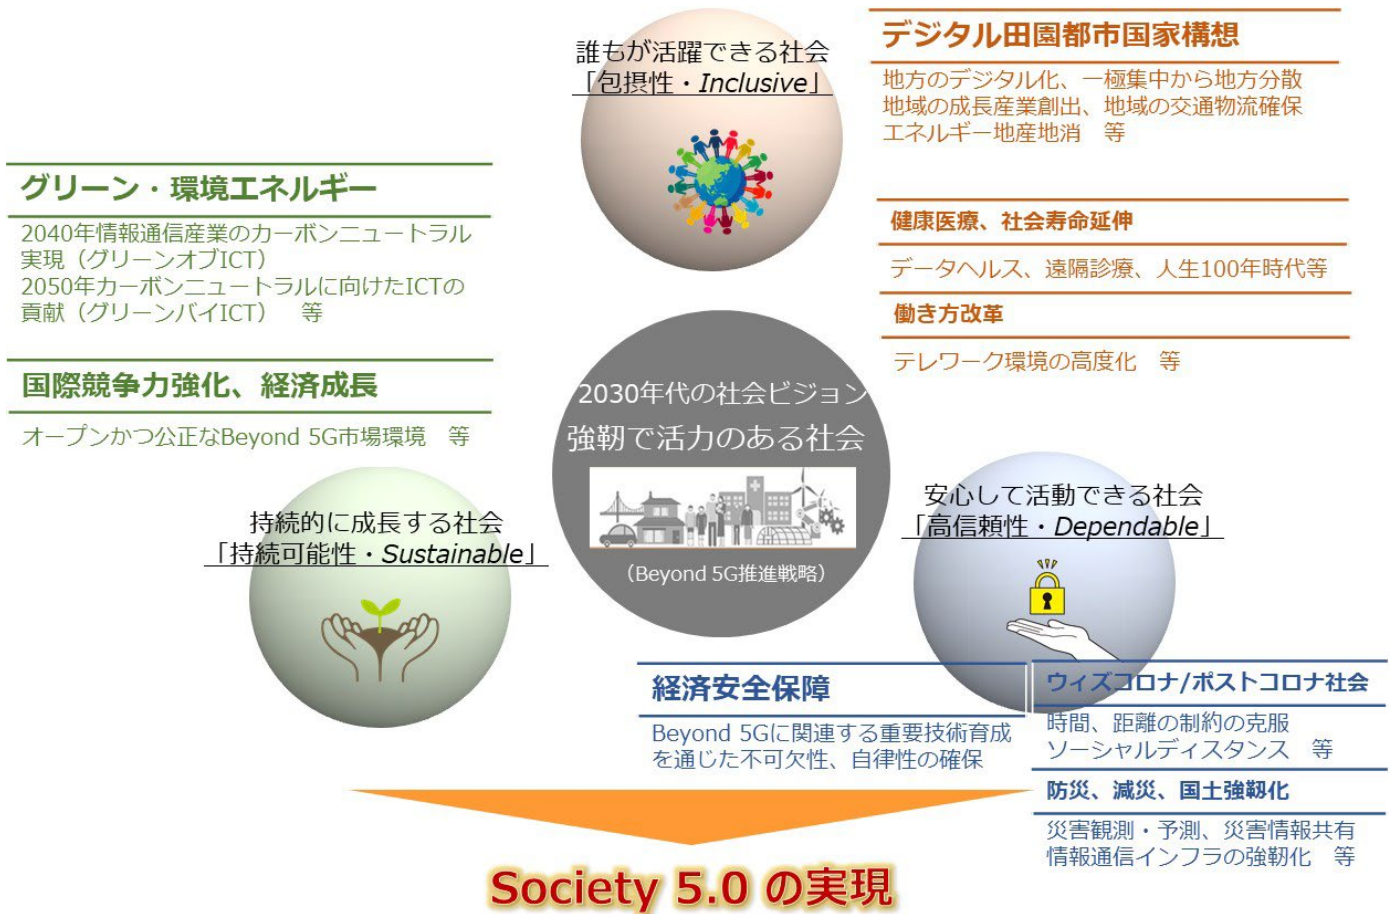 誰もが活躍できる社会
「包摂性・Inclusive」
デジタル田園都市国家構想
地方のデジタル化、一極集中から地方分散
地域の成長産業創出、地域の交通物流確保
エネルギー地産地消　等
健康医療、社会寿命延伸
データヘルス、遠隔診療、人生100年時代等
働き方改革
テレワーク環境の高度化　等
グリーン・環境エネルギー
2040年情報通信産業のカーボンニュートラル
実現（グリーンオブICT）
2050年カーボンニュートラルに向けたICTの
貢献（グリーンバイICT）　等
国際競争力強化、経済成長
オープンかつ公正なBeyond 5G市場環境　等
持続的に成長する社会
「持続可能性・Sustainable」
2030年代の社会ビジョン
強靭で活力のある社会
（Beyond 5G推進戦略）
安心して活動できる社会
「高信頼性・Dependable」
経済安全保障
Beyond 5Gに関連する重要技術育成
を通じた不可欠性、自律性の確保
ウィズコロナ/ポストコロナ社会
時間、距離の制約の克服
ソーシャルディスタンス　等
防災、減災、国土強靱化
災害観測・予測、災害情報共有
情報通信インフラの強靭化　等
Society 5.0 の実現